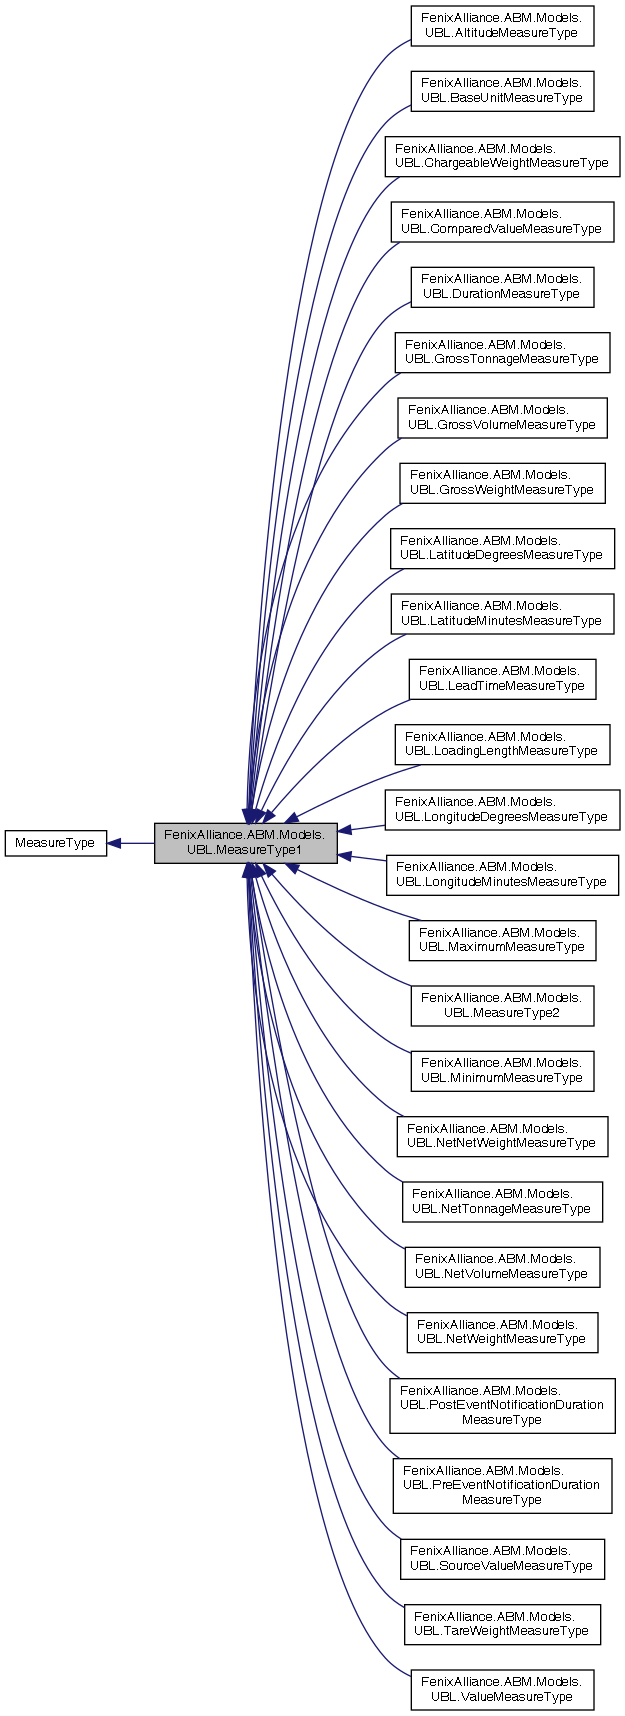 FenixAlliance.ABM.Models.
UBL.AltitudeMeasureType
FenixAlliance.ABM.Models.
UBL.BaseUnitMeasureType
FenixAlliance.ABM.Models.
UBL.ChargeableWeightMeasureType
FenixAlliance.ABM.Models.
UBL.ComparedValueMeasureType
FenixAlliance.ABM.Models.
UBL.DurationMeasureType
FenixAlliance.ABM.Models.
UBL.GrossTonnageMeasureType
FenixAlliance.ABM.Models.
UBL.GrossVolumeMeasureType
FenixAlliance.ABM.Models.
UBL.GrossWeightMeasureType
FenixAlliance.ABM.Models.
UBL.LatitudeDegreesMeasureType
FenixAlliance.ABM.Models.
UBL.LatitudeMinutesMeasureType
FenixAlliance.ABM.Models.
UBL.LeadTimeMeasureType
FenixAlliance.ABM.Models.
UBL.LoadingLengthMeasureType
FenixAlliance.ABM.Models.
UBL.LongitudeDegreesMeasureType
MeasureType
FenixAlliance.ABM.Models.
UBL.MeasureType1
FenixAlliance.ABM.Models.
UBL.LongitudeMinutesMeasureType
FenixAlliance.ABM.Models.
UBL.MaximumMeasureType
FenixAlliance.ABM.Models.
UBL.MeasureType2
FenixAlliance.ABM.Models.
UBL.MinimumMeasureType
FenixAlliance.ABM.Models.
UBL.NetNetWeightMeasureType
FenixAlliance.ABM.Models.
UBL.NetTonnageMeasureType
FenixAlliance.ABM.Models.
UBL.NetVolumeMeasureType
FenixAlliance.ABM.Models.
UBL.NetWeightMeasureType
FenixAlliance.ABM.Models.
UBL.PostEventNotificationDuration
MeasureType
FenixAlliance.ABM.Models.
UBL.PreEventNotificationDuration
MeasureType
FenixAlliance.ABM.Models.
UBL.SourceValueMeasureType
FenixAlliance.ABM.Models.
UBL.TareWeightMeasureType
FenixAlliance.ABM.Models.
UBL.ValueMeasureType